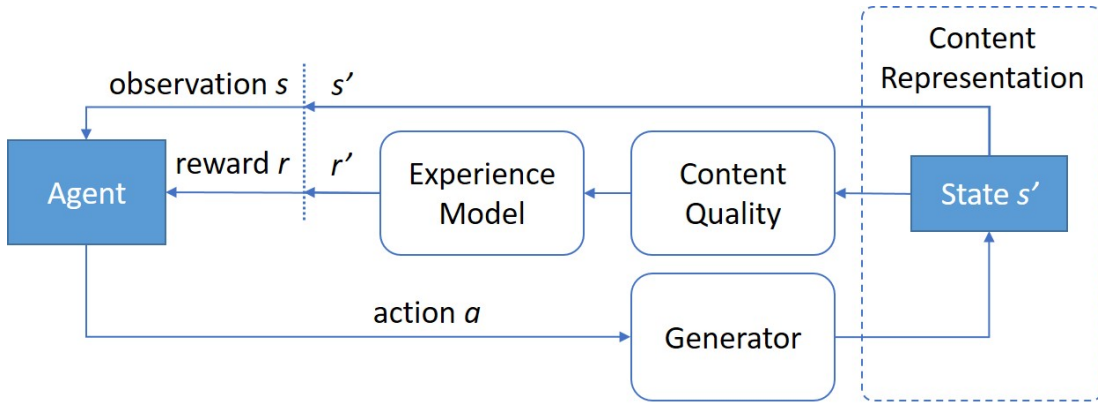 Content
Representation
observation s
s’
Agent
reward r
r’
Experience
Model
Content
Quality
State s’
action a
Generator